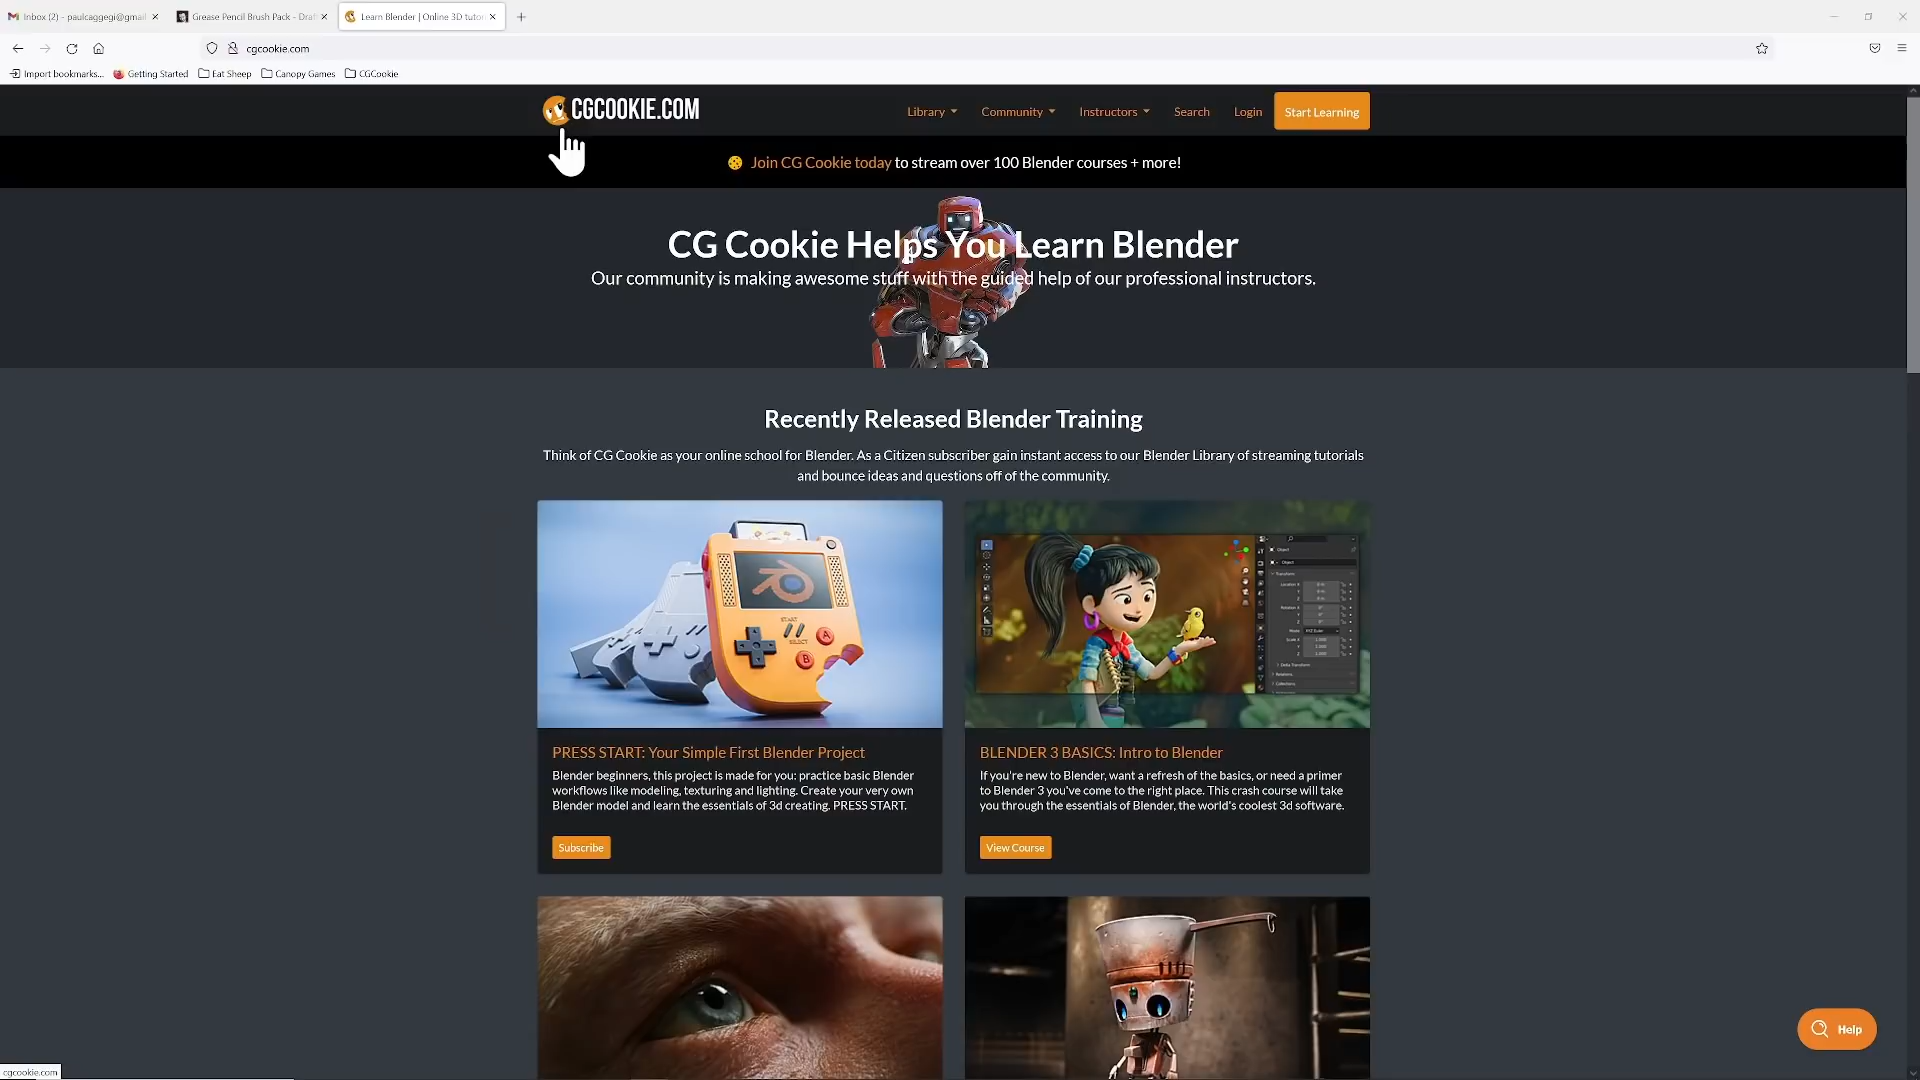 Inbox (2) - paulcaggegi@gmail
Grease Pencil Brush Pack - Draf
Learn Blender | Online 3D tutor
cgcookie.com
Import bookmarks...
Getting Started
Eat Sheep
Canopy Games
CGCookie
CGCOOKIE.COM
Library
Community
Instructors
Search
Login
Start Learning
Join CG Cookie today to stream over 100 Blender courses + more!
CG Cookie Helps You Learn Blender
Our community is making awesome stuff with the guided help of our professional instructors.
Recently Released Blender Training
Think of CG Cookie as your online school for Blender. As a Citizen subscriber gain instant access to our Blender Library of streaming tutorials
and bounce ideas and questions off of the community.
START
SELECT
A
B
Object
Object
Transform
PRESS START: Your Simple First Blender Project
Blender beginners, this project is made for you: practice basic Blender
workflows like modeling, texturing and lighting. Create your very own
Blender model and learn the essentials of 3d creating. PRESS START.
Subscribe
BLENDER 3 BASICS: Intro to Blender
If you're new to Blender, want a refresh of the basics, or need a primer
to Blender 3 you've come to the right place. This crash course will take
you through the essentials of Blender, the world's coolest 3d software.
View Course
Help
cgcookie.com